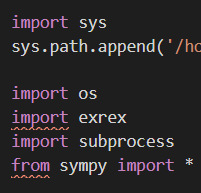 import sys
sys.path.append('/ho
import os
import exrex
import subprocess
from sympy import *